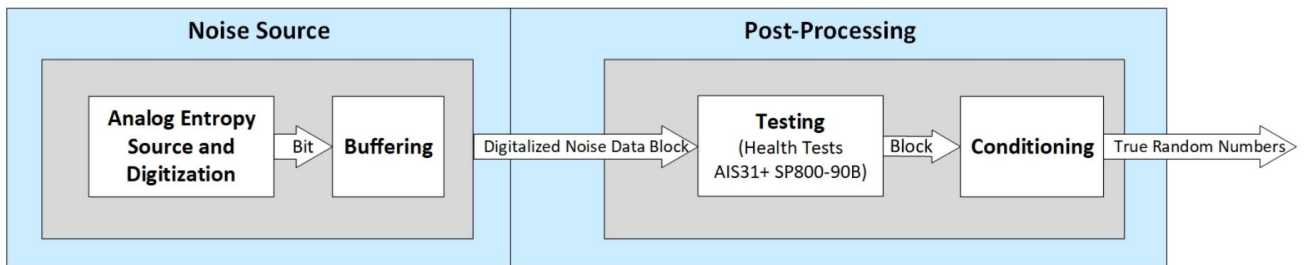 Noise Source
Post-Processing
Analog Entropy
Source and
Digitization
Bit
Buffering
Digitalized Noise Data Block
Testing
(Health Tests
AIS31+ SP800-90B)
Block
Conditioning
True Random Numbers